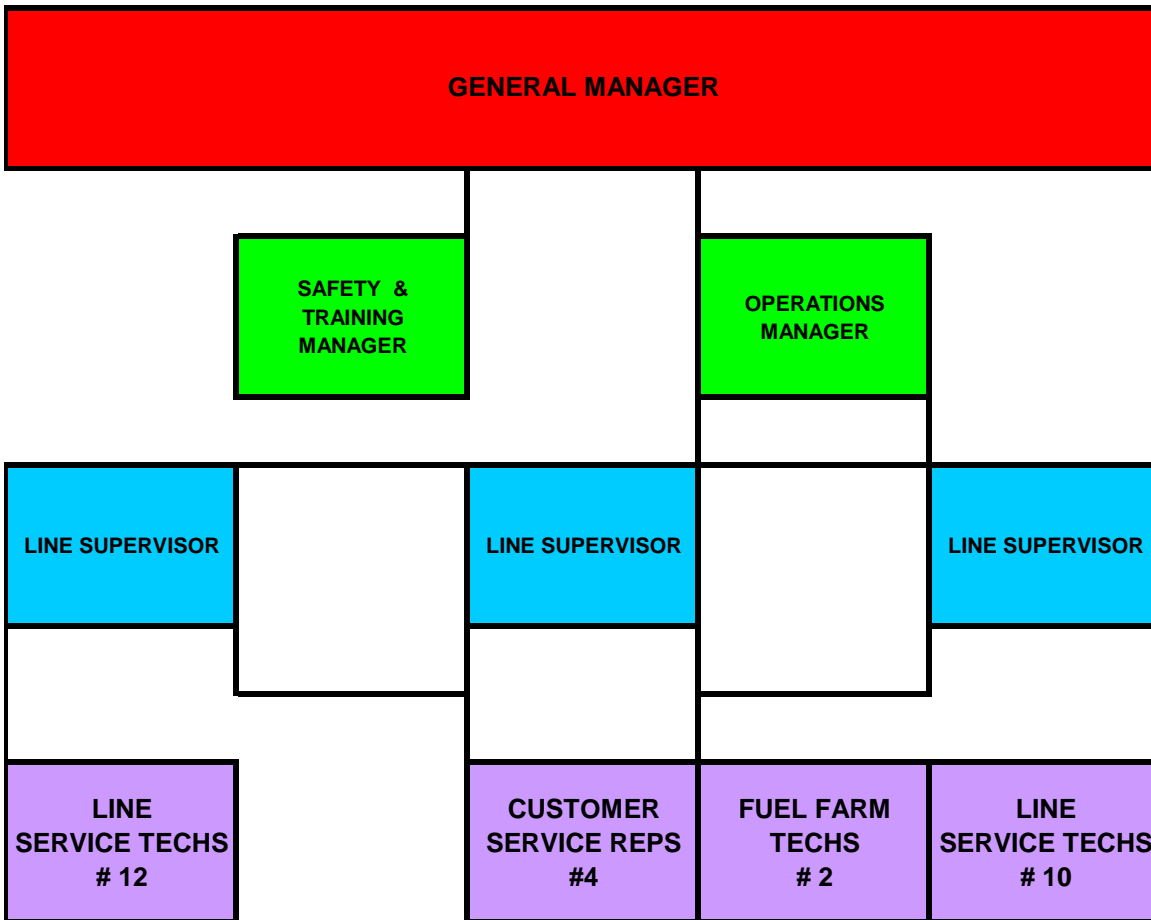 GENERAL MANAGER
SAFETY &
TRAINING
MANAGER
OPERATIONS
MANAGER
LINE SUPERVISOR
LINE SUPERVISOR
LINE SUPERVISOR
LINE
SERVICE TECHS
# 12
CUSTOMER
SERVICE REPS
#4
FUEL FARM
TECHS
# 2
LINE
SERVICE TECHS
# 10